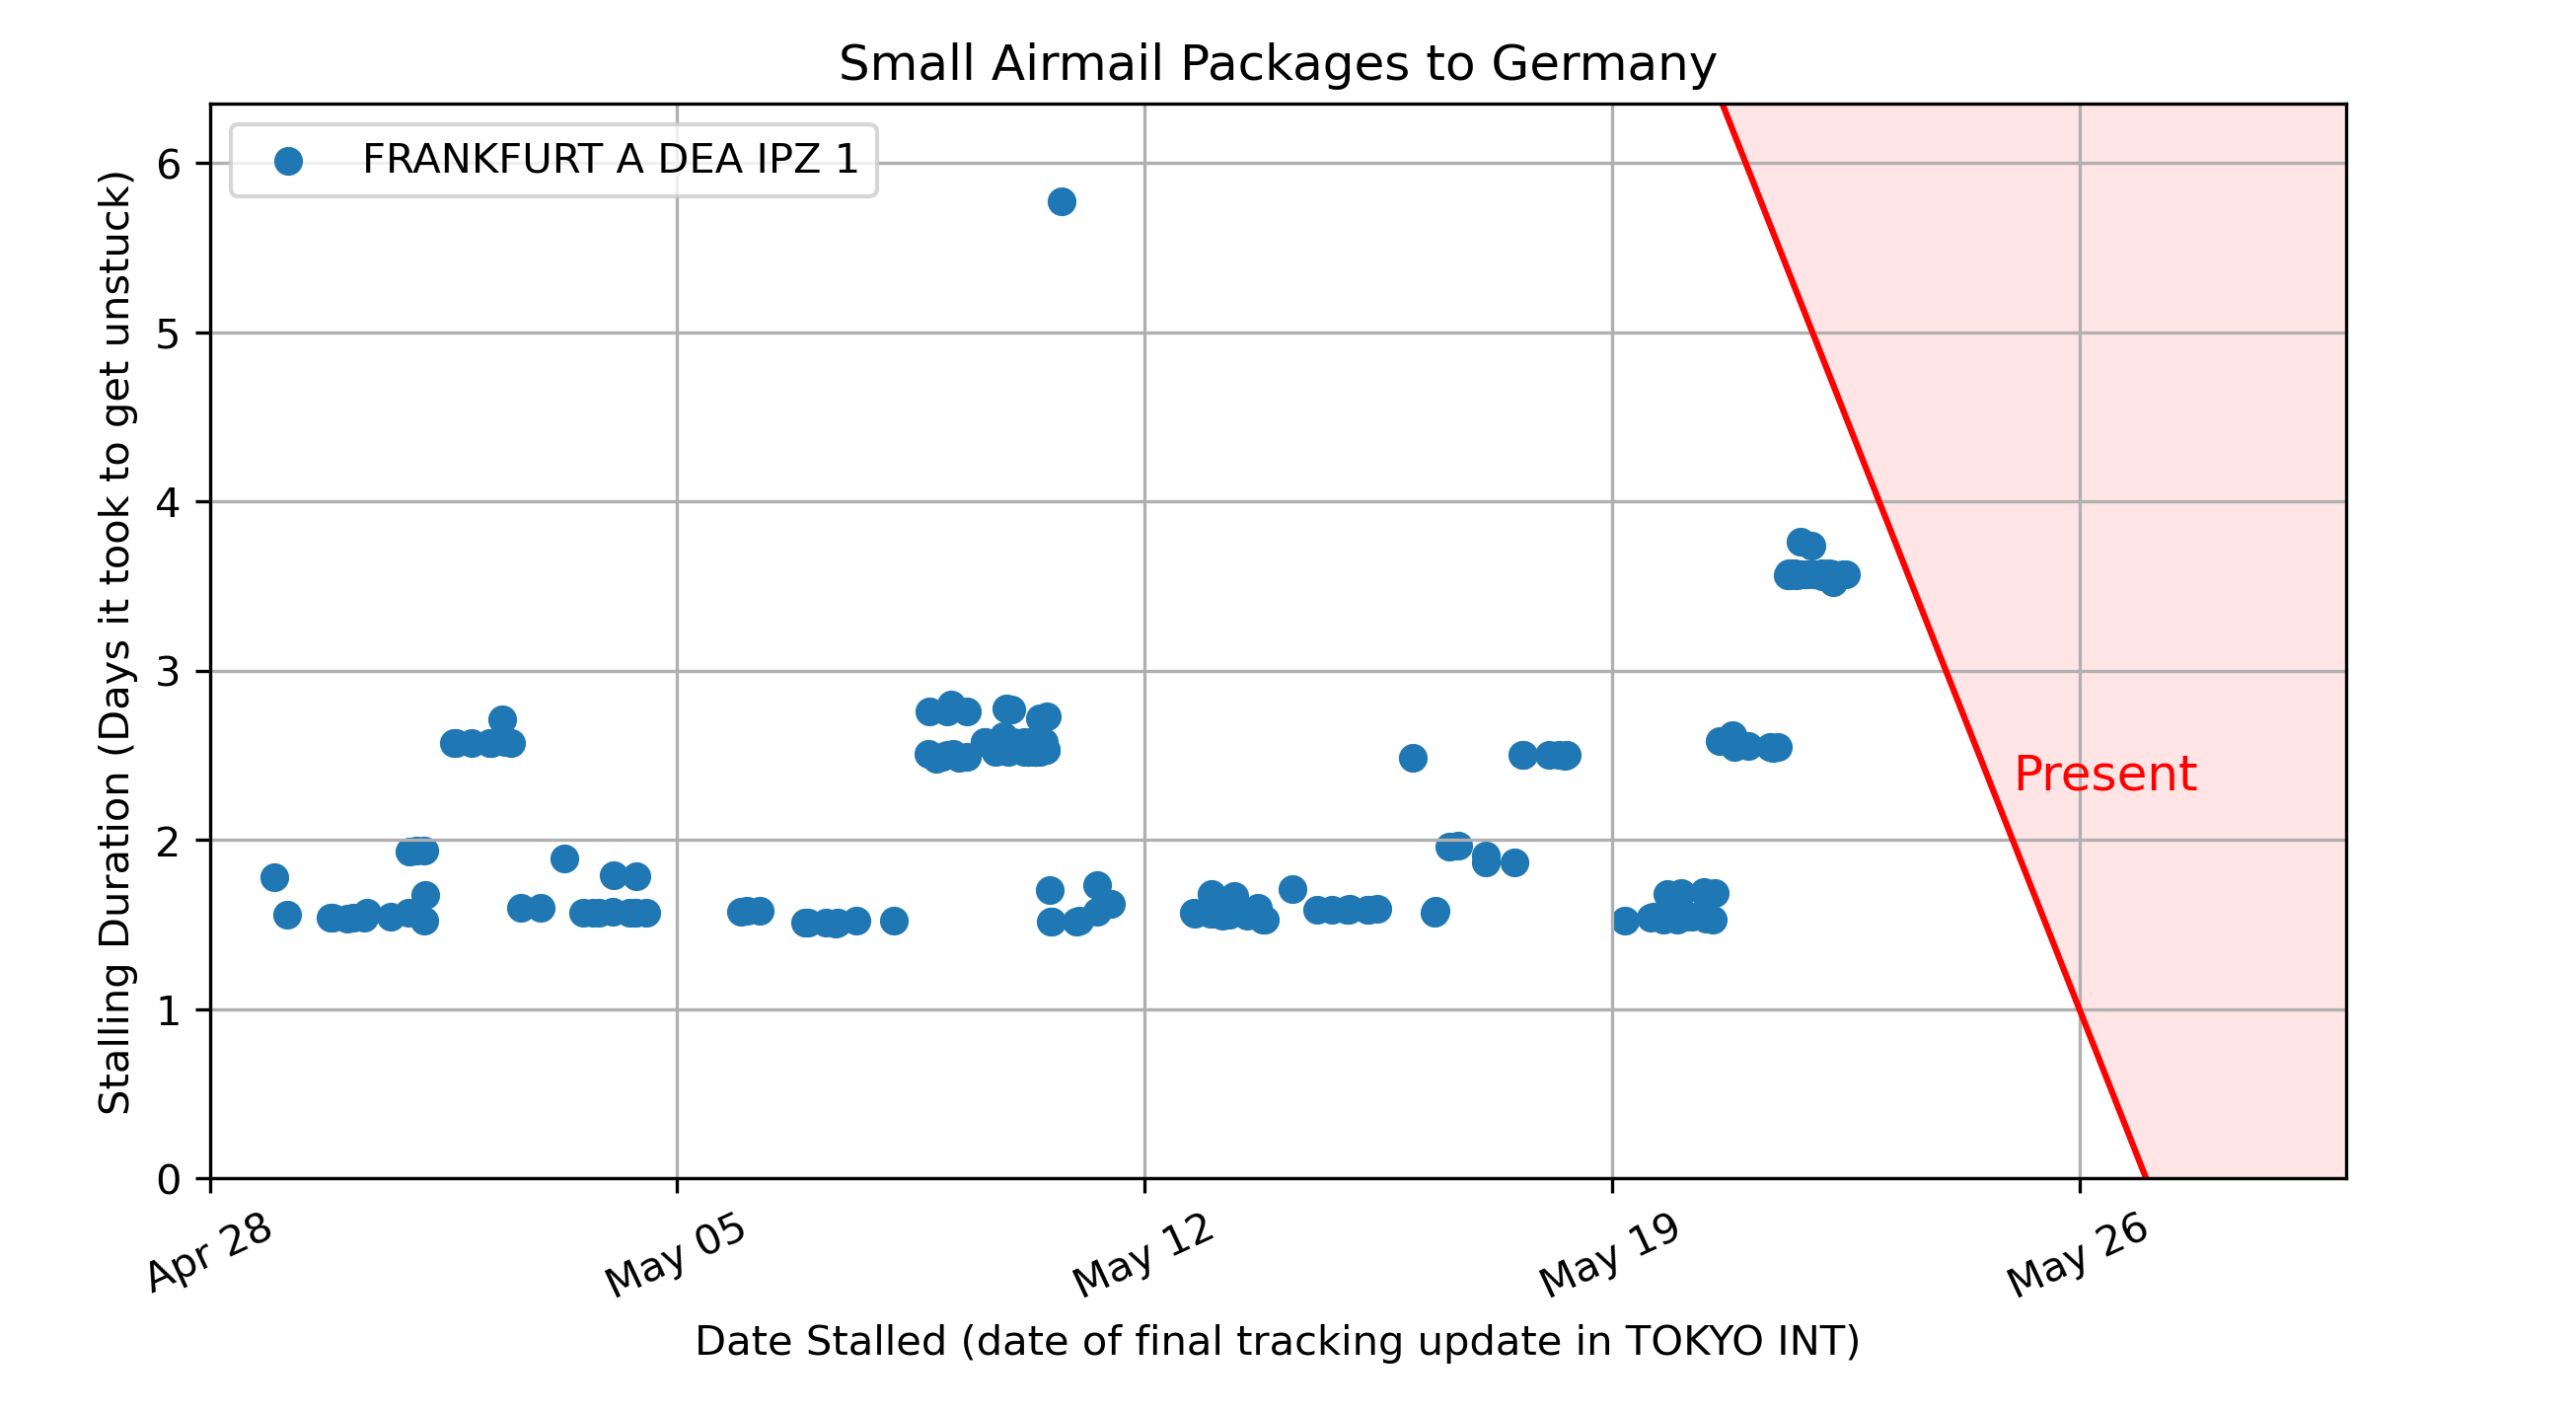 Small Airmail Packages to Germany
FRANKFURT A DEA IPZ 1
Stalling Duration (Days it took to get unstuck)
6
5
4
3
2
1
0
Present
Apr 28
May 05
May 12
May 19
May 26
Date Stalled (date of final tracking update in TOKYO INT)